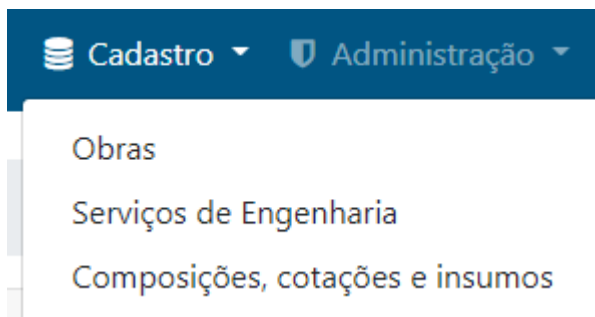 Cadastro Administração
Obras
Serviços de Engenharia
Composições, cotações e insumos